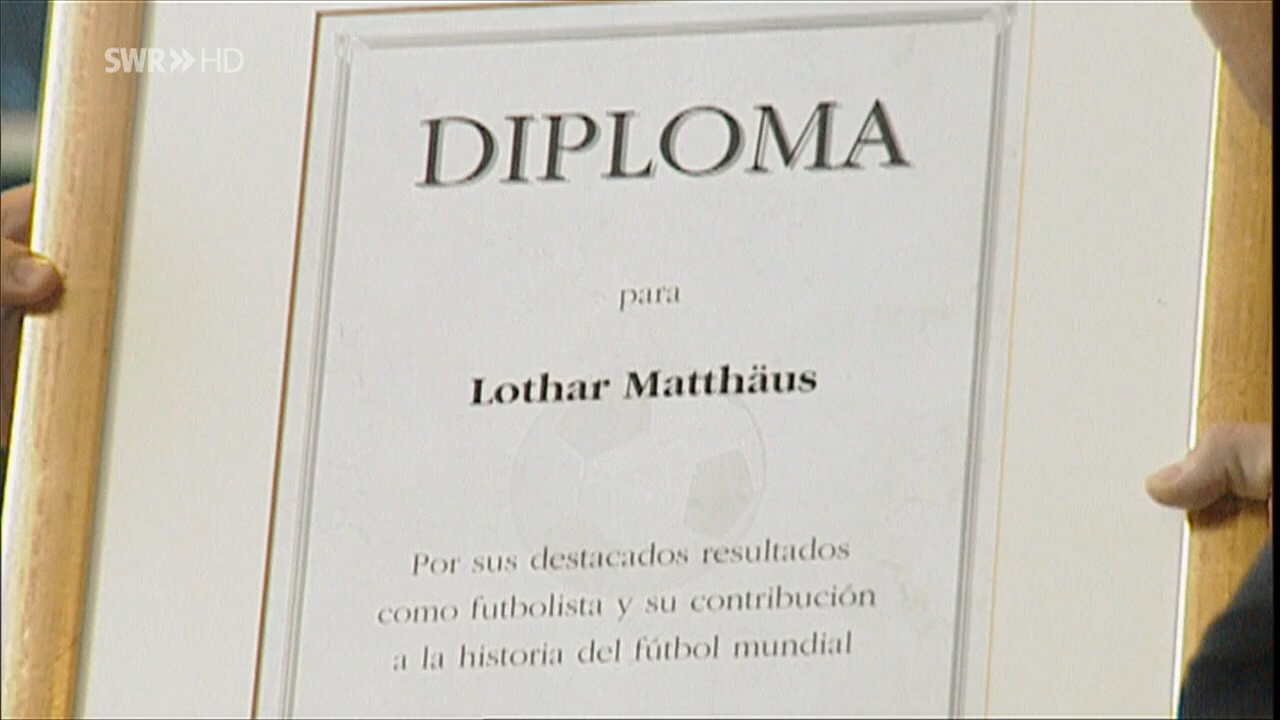 SWR>> HD
DIPLOMA
para
Lothar Matthäus
Por sus destacados resultados
como futbolista y su contribución
a la historia del fútbol mundial